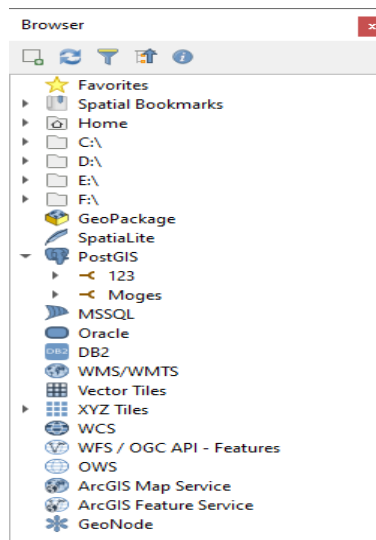 Browser
Favorites
Spatial Bookmarks
Home
C:\
D:\
E:\
F:\
GeoPackage
SpatiaLite
PostGIS
123
Moges
MSSQL
Oracle
DB2 DB2
WMS/WMTS
Vector Tiles
XYZ Tiles
WCS
WFS / OGC API - Features
OWS
ArcGIS Map Service
ArcGIS Feature Service
GeoNode